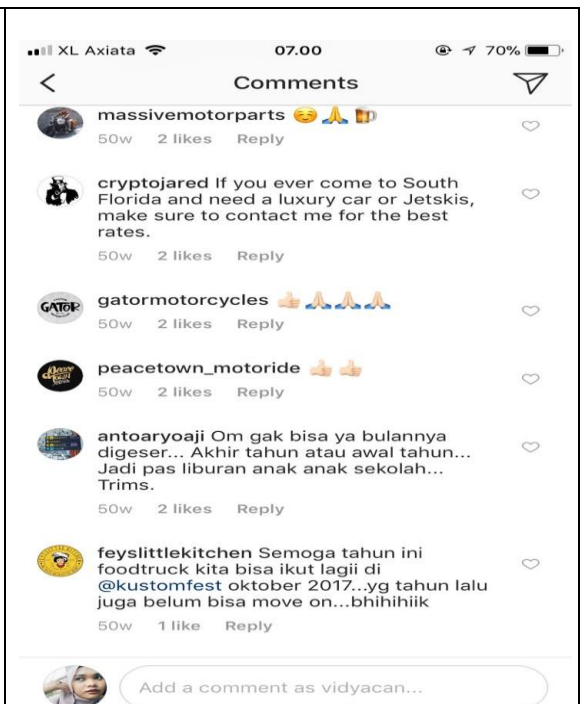 XL Axiata 07.00 70%
Comments
massivemotorparts ☺️🙏🍺
50w 2 likes Reply
cryptojared If you ever come to South
Florida and need a luxury car or Jetskis,
make sure to contact me for the best
rates.
50w 2 likes Reply
GATOR
gatormotorcycles 👍🏻🙏🏻🙏🏻🙏🏻
50w 2 likes Reply
peacetown_motoride 👍🏻👍🏻
50w 2 likes Reply
antoaryoaji Om gak bisa ya bulannya
digeser... Akhir tahun atau awal tahun...
Jadi pas liburan anak anak sekolah...
Trims.
50w 2 likes Reply
feyslittlekitchen Semoga tahun ini
foodtruck kita bisa ikut lagii di
@kustomfest oktober 2017...yg tahun lalu
juga belum bisa move on...bhihihiik
50w 1 like Reply
Add a comment as vidyacan...